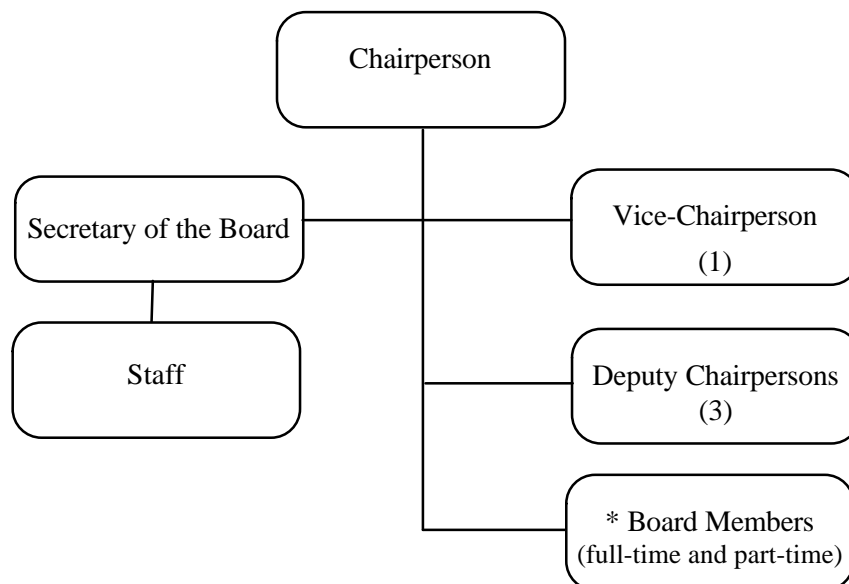 Chairperson
Secretary of the Board
Vice-Chairperson
(1)
Staff
Deputy Chairpersons
(3)
* Board Members
(full-time and part-time)